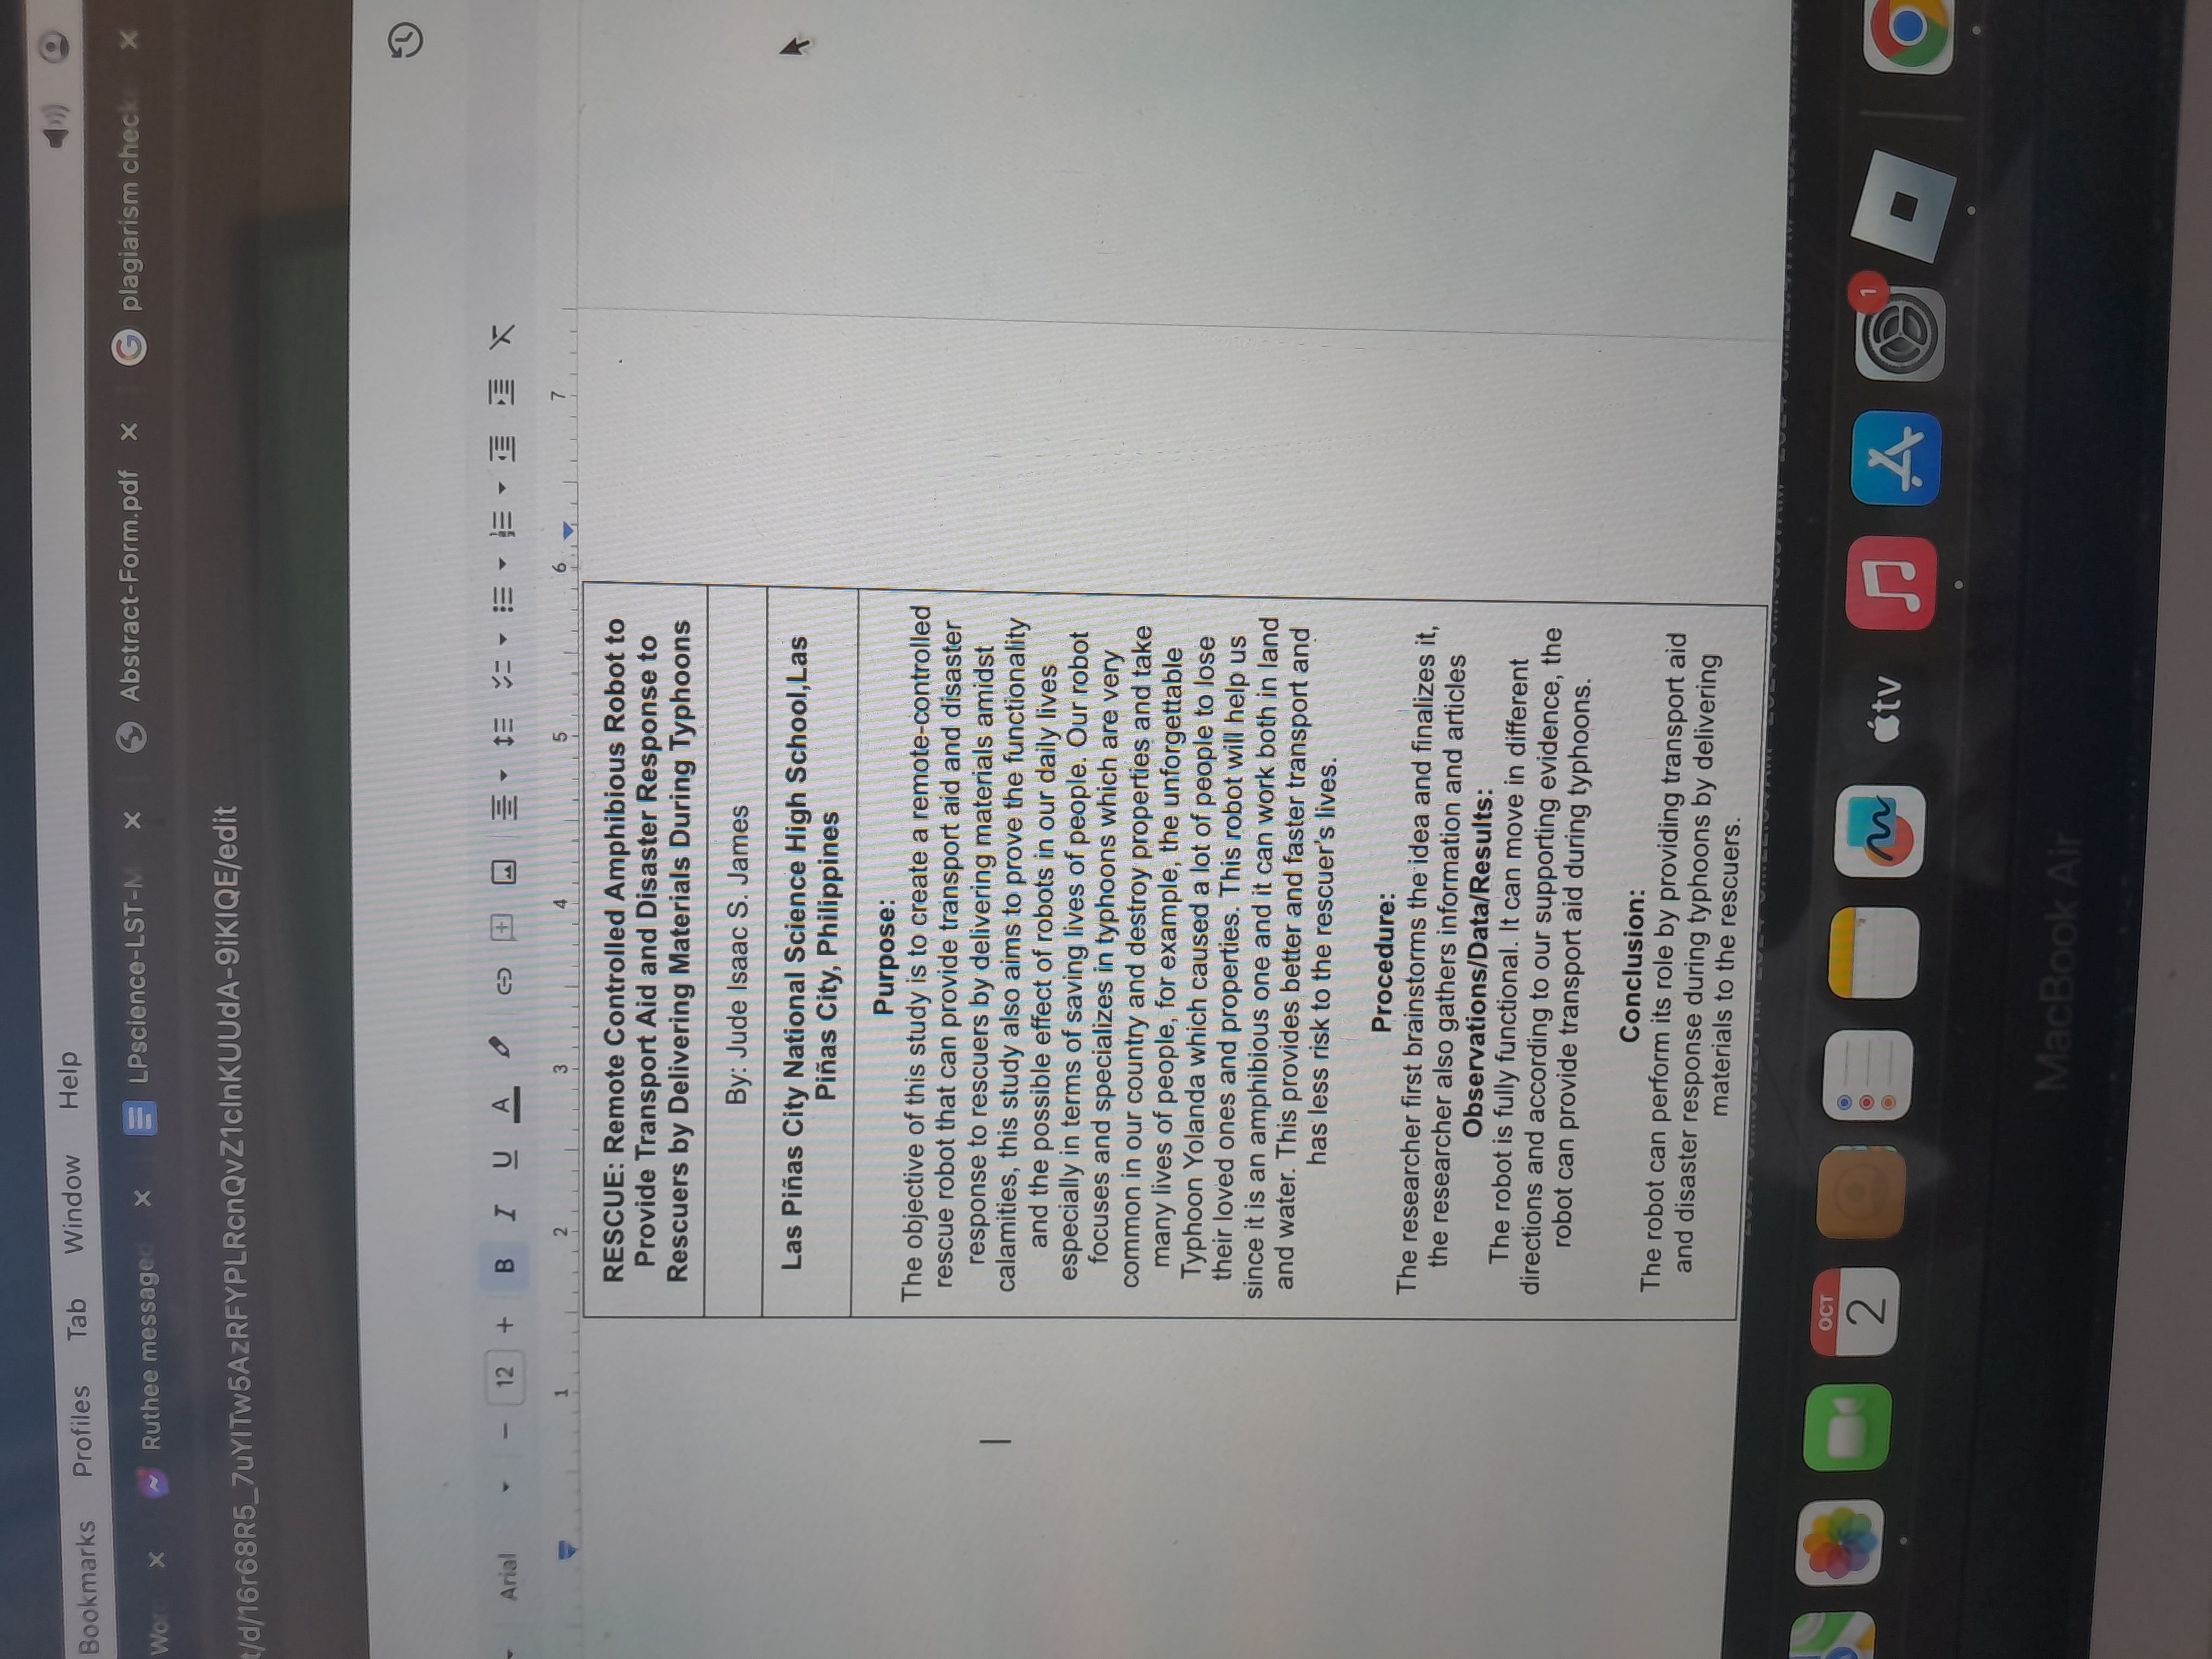 Bookmarks Profiles Tab Window Help
Ruthee message LPscience-LST-M Abstract-Form.pdf plagiarism check
t/d/16r68R5_7uYITw5AzRFYPLRcnQvZ1clnKUUdA-9iKIQE/edit
Arial 12 B I U A
1 2 3 4 5 6 7
RESCUE: Remote Controlled Amphibious Robot to
Provide Transport Aid and Disaster Response to
Rescuers by Delivering Materials During Typhoons
By: Jude Isaac S. James
Las Piñas City National Science High School,Las
Piñas City, Philippines
Purpose:
The objective of this study is to create a remote-controlled
rescue robot that can provide transport aid and disaster
response to rescuers by delivering materials amidst
calamities, this study also aims to prove the functionality
and the possible effect of robots in our daily lives
especially in terms of saving lives of people. Our robot
focuses and specializes in typhoons which are very
common in our country and destroy properties and take
many lives of people, for example, the unforgettable
Typhoon Yolanda which caused a lot of people to lose
their loved ones and properties. This robot will help us
since it is an amphibious one and it can work both in land
and water. This provides better and faster transport and
has less risk to the rescuer's lives.
Procedure:
The researcher first brainstorms the idea and finalizes it,
the researcher also gathers information and articles
Observations/Data/Results:
The robot is fully functional. It can move in different
directions and according to our supporting evidence, the
robot can provide transport aid during typhoons.
Conclusion:
The robot can perform its role by providing transport aid
and disaster response during typhoons by delivering
materials to the rescuers.
OCT
2
tv
1
MacBook Air